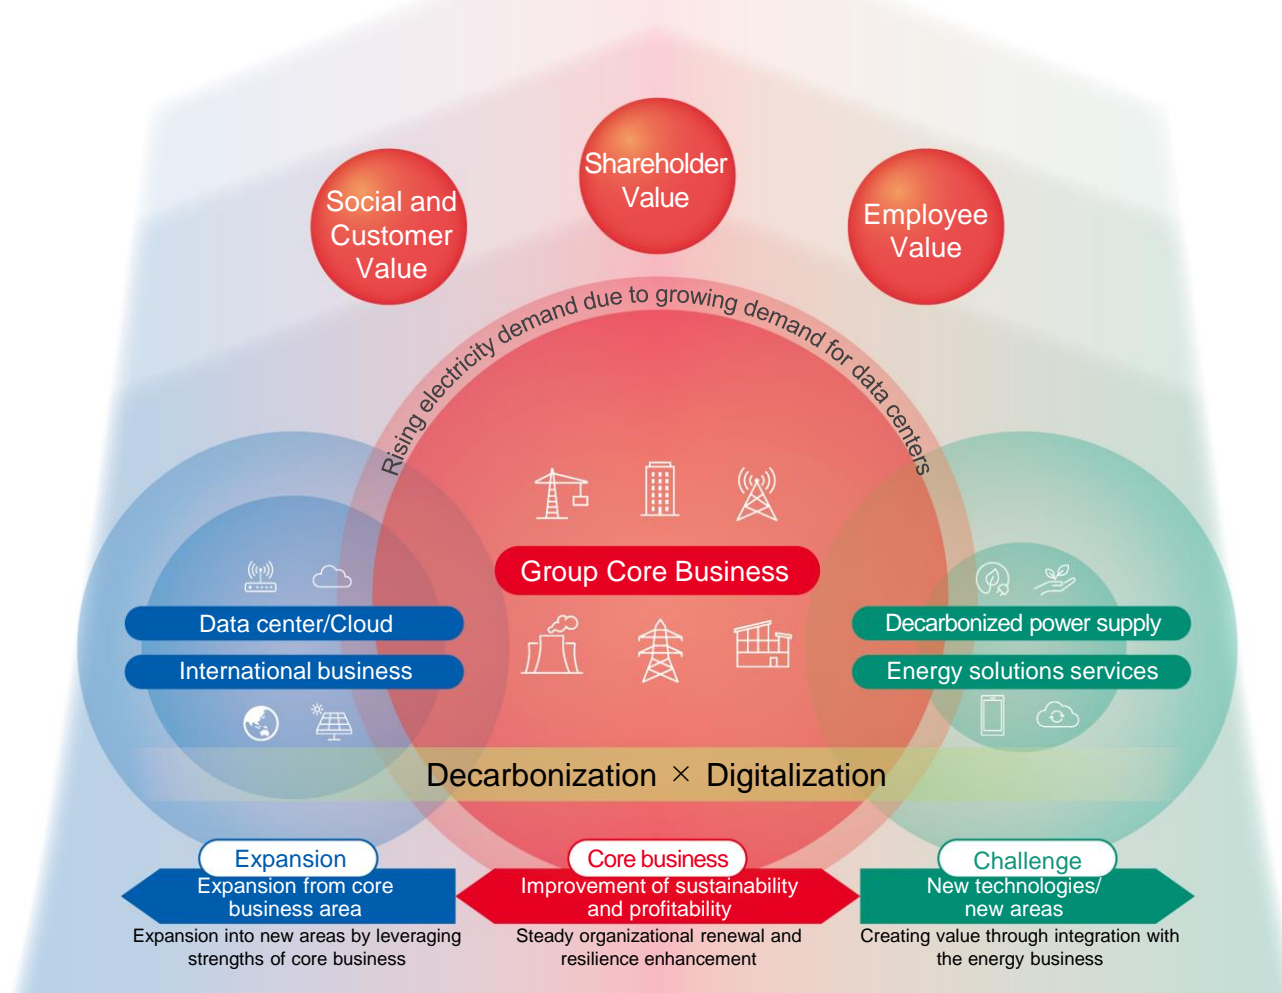 Shareholder
Value
Social and
Customer
Value
Employee
Value
Rising electricity demand due to growing demand for data centers
Group Core Business
Data center/Cloud
International business
Decarbonized power supply
Energy solutions services
Decarbonization × Digitalization
Expansion
Expansion from core
business area
Expansion into new areas by leveraging
strengths of core business
Core business
Improvement of sustainability
and profitability
Steady organizational renewal and
resilience enhancement
Challenge
New technologies/
new areas
Creating value through integration with
the energy business